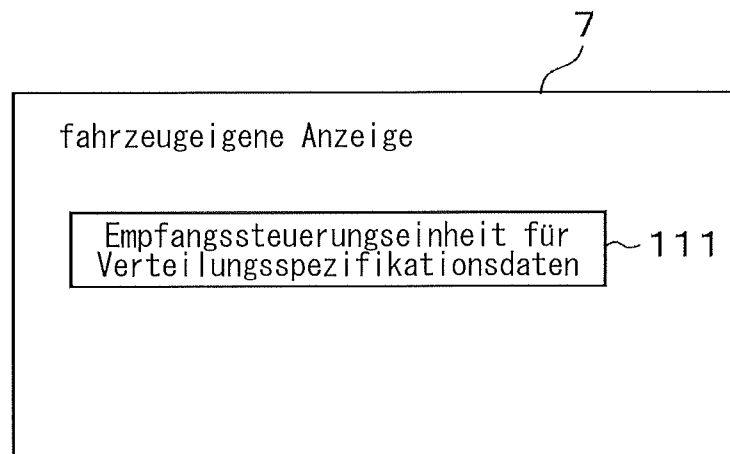 7
fahrzeugeigene Anzeige
Empfangssteuerungseinheit für
Verteilungsspezifikationsdaten
111